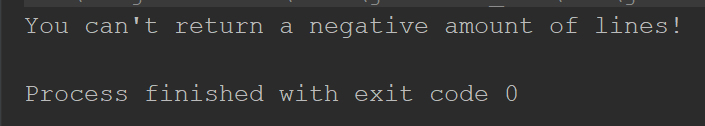 You can't return a negative amount of lines!
Process finished with exit code 0